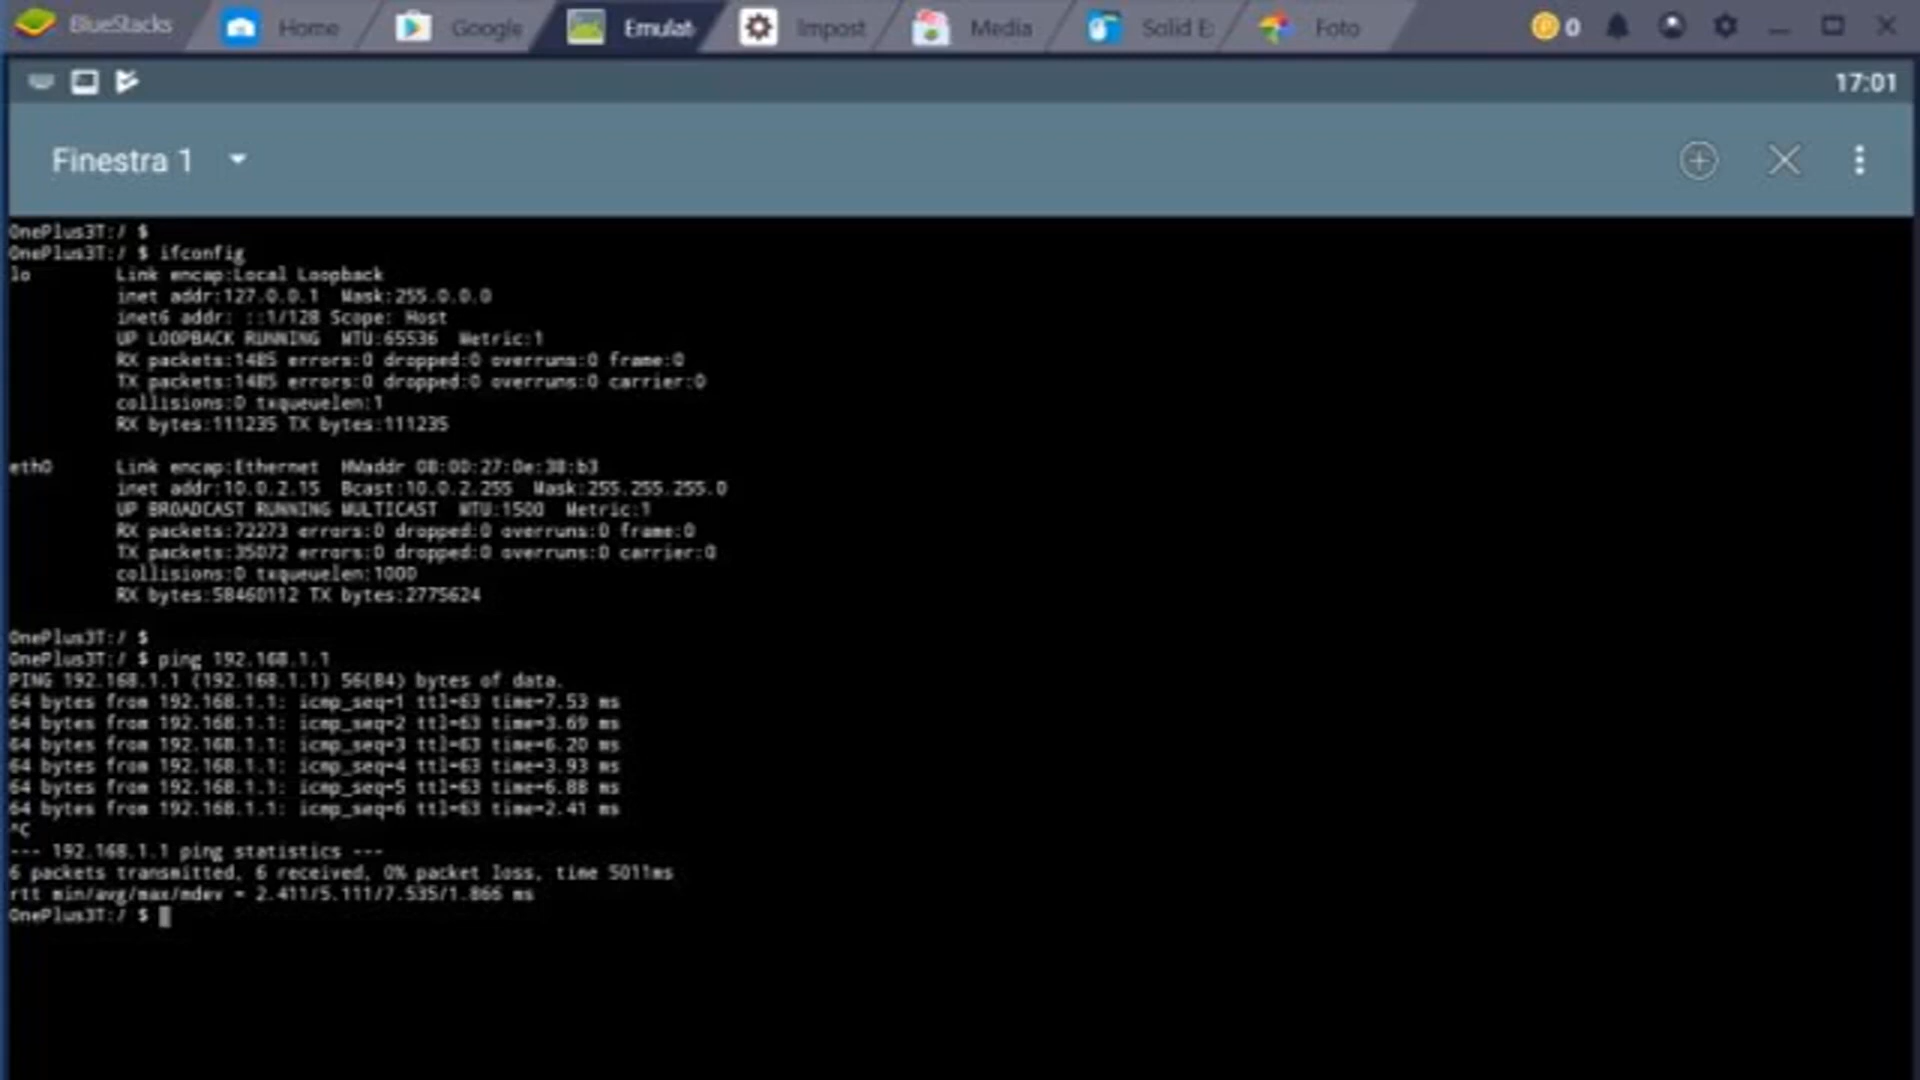 BlueStacks Home Google Emulat Impost Media Solid E Foto 0
17:01
Finestra 1
OnePlus3T:/ $
OnePlus3T:/ $ ifconfig
lo Link encap:Local Loopback
inet addr:127.0.0.1 Mask:255.0.0.0
inet6 addr: ::1/128 Scope: Host
UP LOOPBACK RUNNING MTU:65536 Metric:1
RX packets:1485 errors:0 dropped:0 overruns:0 frame:0
TX packets:1485 errors:0 dropped:0 overruns:0 carrier:0
collisions:0 txqueuelen:1
RX bytes:111235 TX bytes:111235
eth0 Link encap:Ethernet HWaddr 08:00:27:0e:38:b3
inet addr:10.0.2.15 Bcast:10.0.2.255 Mask:255.255.255.0
UP BROADCAST RUNNING MULTICAST MTU:1500 Metric:1
RX packets:72273 errors:0 dropped:0 overruns:0 frame:0
TX packets:35072 errors:0 dropped:0 overruns:0 carrier:0
collisions:0 txqueuelen:1000
RX bytes:58460112 TX bytes:2775624
OnePlus3T:/ $
OnePlus3T:/ $ ping 192.168.1.1
PING 192.168.1.1 (192.168.1.1) 56(84) bytes of data.
64 bytes from 192.168.1.1: icmp_seq=1 ttl=63 time=7.53 ms
64 bytes from 192.168.1.1: icmp_seq=2 ttl=63 time=3.69 ms
64 bytes from 192.168.1.1: icmp_seq=3 ttl=63 time=6.20 ms
64 bytes from 192.168.1.1: icmp_seq=4 ttl=63 time=3.93 ms
64 bytes from 192.168.1.1: icmp_seq=5 ttl=63 time=6.88 ms
64 bytes from 192.168.1.1: icmp_seq=6 ttl=63 time=2.41 ms
^C
--- 192.168.1.1 ping statistics ---
6 packets transmitted, 6 received, 0% packet loss, time 5011ms
rtt min/avg/max/mdev = 2.411/5.111/7.535/1.866 ms
OnePlus3T:/ $